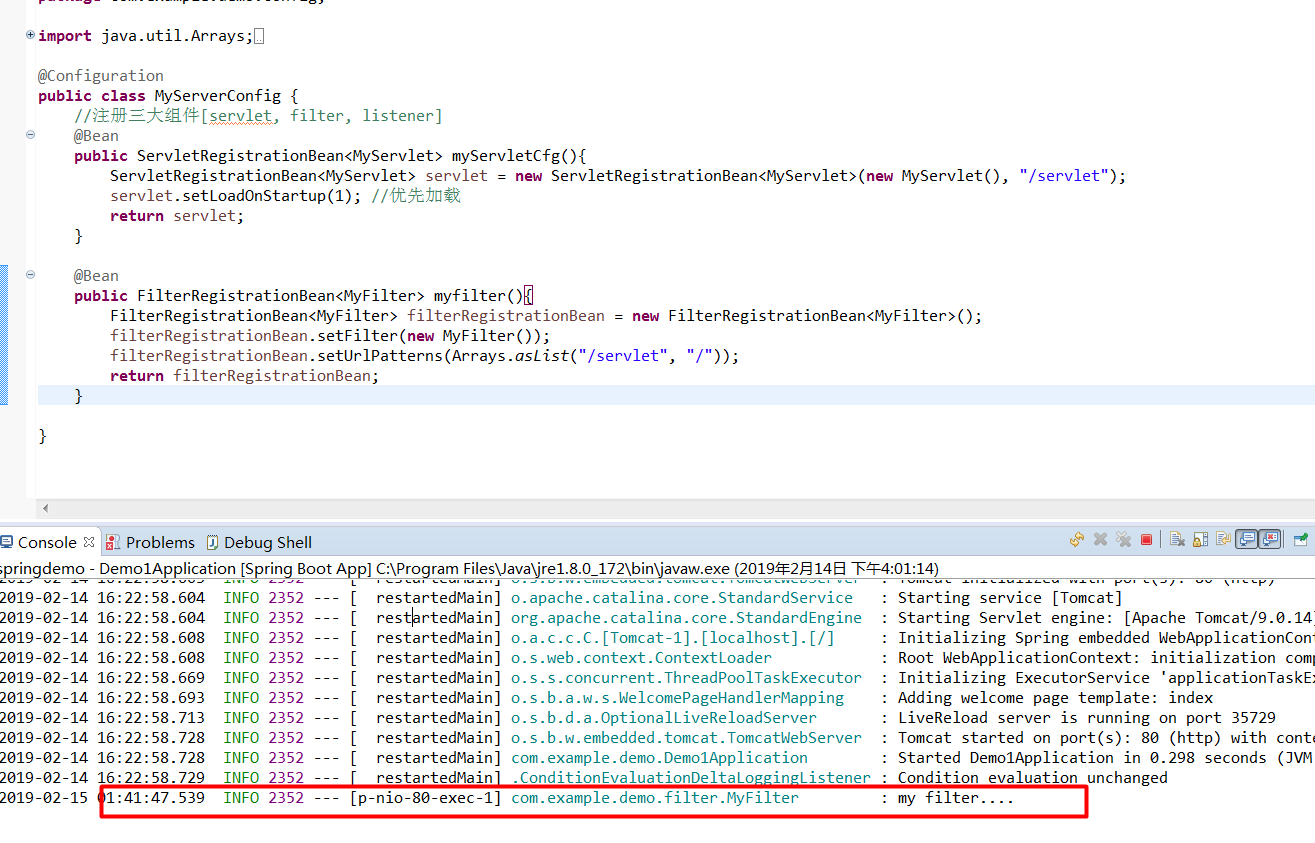 import java.util.Arrays;
@Configuration
public class MyServerConfig {
//注册三大组件[servlet, filter, listener]
@Bean
public ServletRegistrationBean<MyServlet> myServletCfg(){
ServletRegistrationBean<MyServlet> servlet = new ServletRegistrationBean<MyServlet>(new MyServlet(), "/servlet");
servlet.setLoadOnStartup(1); //优先加载
return servlet;
}
@Bean
public FilterRegistrationBean<MyFilter> myfilter(){
FilterRegistrationBean<MyFilter> filterRegistrationBean = new FilterRegistrationBean<MyFilter>();
filterRegistrationBean.setFilter(new MyFilter());
filterRegistrationBean.setUrlPatterns(Arrays.asList("/servlet", "/"));
return filterRegistrationBean;
}
}
Console Problems Debug Shell
springdemo - Demo1Application [Spring Boot App] C:\Program Files\Java\jre1.8.0_172\bin\javaw.exe (2019年2月14日 下午4:01:14)
2019-02-14 16:22:58.604 INFO 2352 --- [ restartedMain] o.apache.catalina.core.StandardService : Starting service [Tomcat]
2019-02-14 16:22:58.604 INFO 2352 --- [ restartedMain] org.apache.catalina.core.StandardEngine : Starting Servlet engine: [Apache Tomcat/9.0.14]
2019-02-14 16:22:58.608 INFO 2352 --- [ restartedMain] o.a.c.c.C.[Tomcat-1].[localhost].[/] : Initializing Spring embedded WebApplicationCont
2019-02-14 16:22:58.608 INFO 2352 --- [ restartedMain] o.s.web.context.ContextLoader : Root WebApplicationContext: initialization comp
2019-02-14 16:22:58.669 INFO 2352 --- [ restartedMain] o.s.s.concurrent.ThreadPoolTaskExecutor : Initializing ExecutorService 'applicationTaskEx
2019-02-14 16:22:58.693 INFO 2352 --- [ restartedMain] o.s.b.a.w.s.WelcomePageHandlerMapping : Adding welcome page template: index
2019-02-14 16:22:58.713 INFO 2352 --- [ restartedMain] o.s.b.d.a.OptionalLiveReloadServer : LiveReload server is running on port 35729
2019-02-14 16:22:58.728 INFO 2352 --- [ restartedMain] o.s.b.w.embedded.tomcat.TomcatWebServer : Tomcat started on port(s): 80 (http) with conte
2019-02-14 16:22:58.728 INFO 2352 --- [ restartedMain] com.example.demo.Demo1Application : Started Demo1Application in 0.298 seconds (JVM
2019-02-14 16:22:58.729 INFO 2352 --- [ restartedMain] .ConditionEvaluationDeltaLoggingListener : Condition evaluation unchanged
2019-02-15 01:41:47.539 INFO 2352 --- [p-nio-80-exec-1] com.example.demo.filter.MyFilter : my filter....